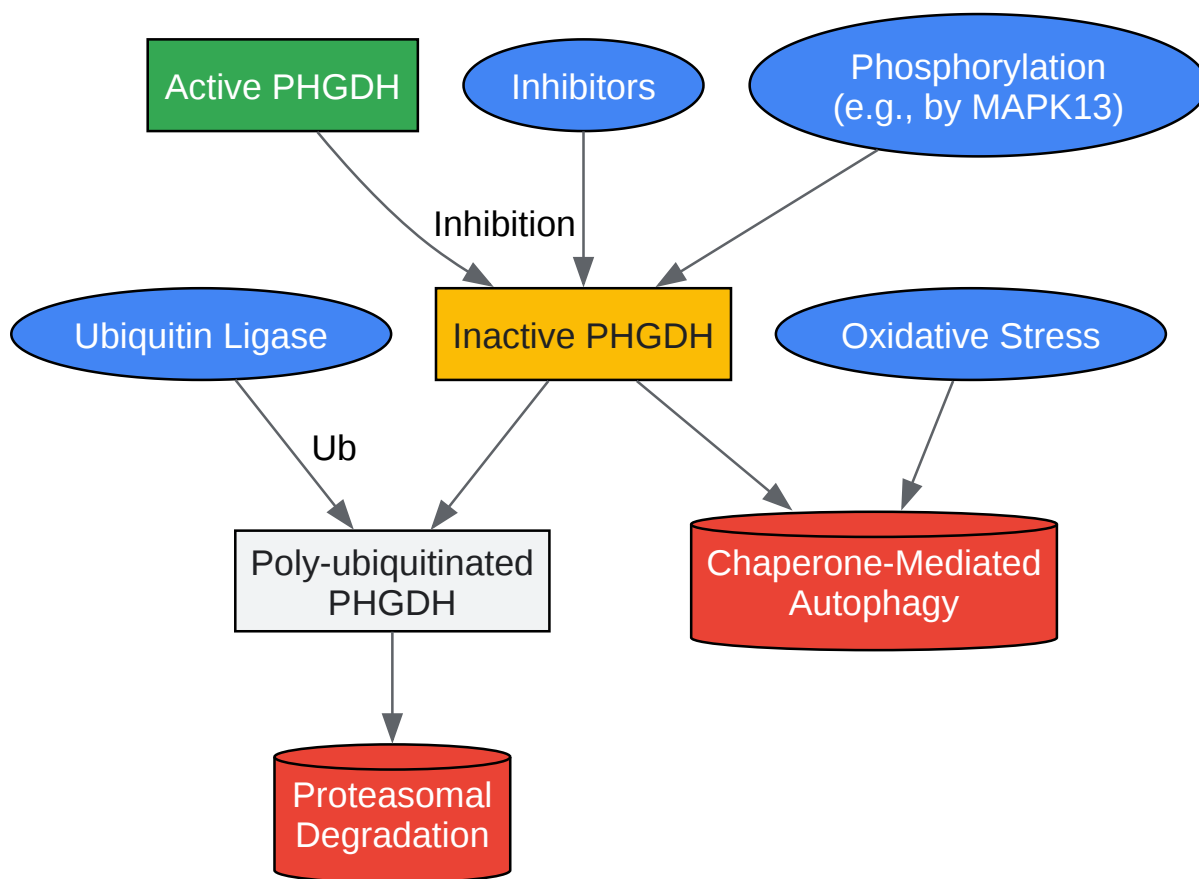 Active PHGDH
Inhibitors
Phosphorylation
(e.g., by MAPK13)
Inhibition
Ubiquitin Ligase
Inactive PHGDH
Oxidative Stress
Ub
Poly-ubiquitinated
PHGDH
Chaperone-Mediated
Autophagy
Proteasomal
Degradation